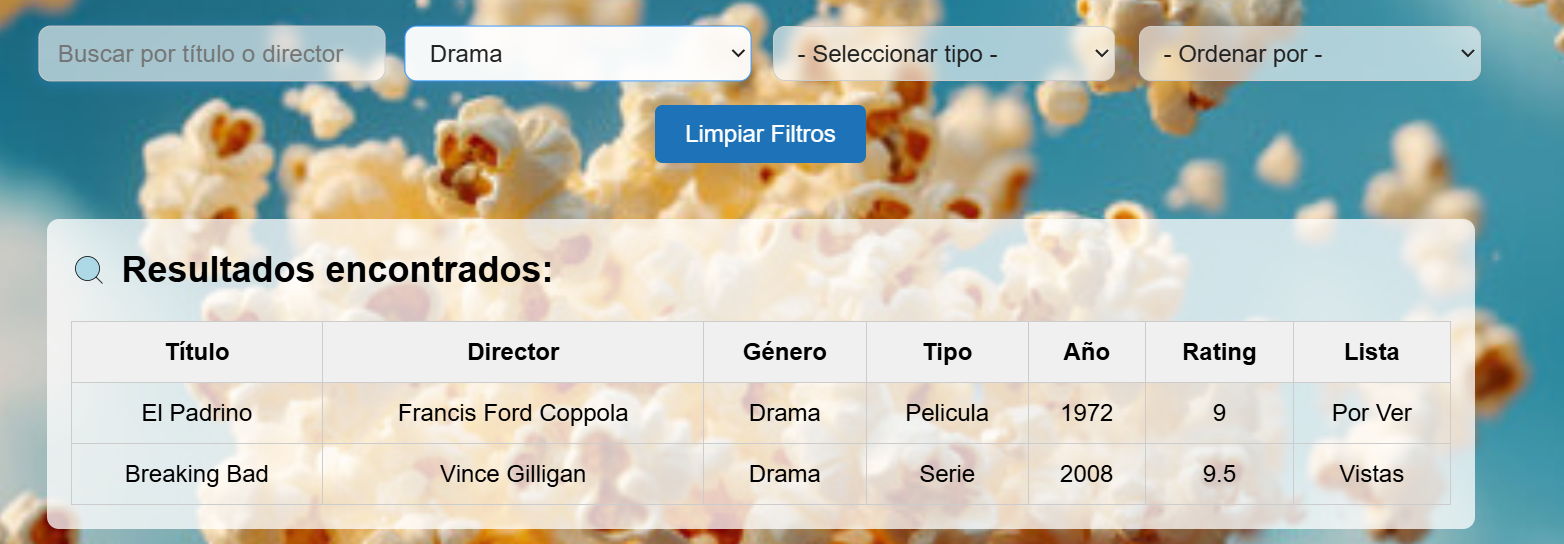 Buscar por título o director Drama - Seleccionar tipo - - Ordenar por -
Limpiar Filtros
Resultados encontrados:
Título Director Género Tipo Año Rating Lista
El Padrino Francis Ford Coppola Drama Pelicula 1972 9 Por Ver
Breaking Bad Vince Gilligan Drama Serie 2008 9.5 Vistas